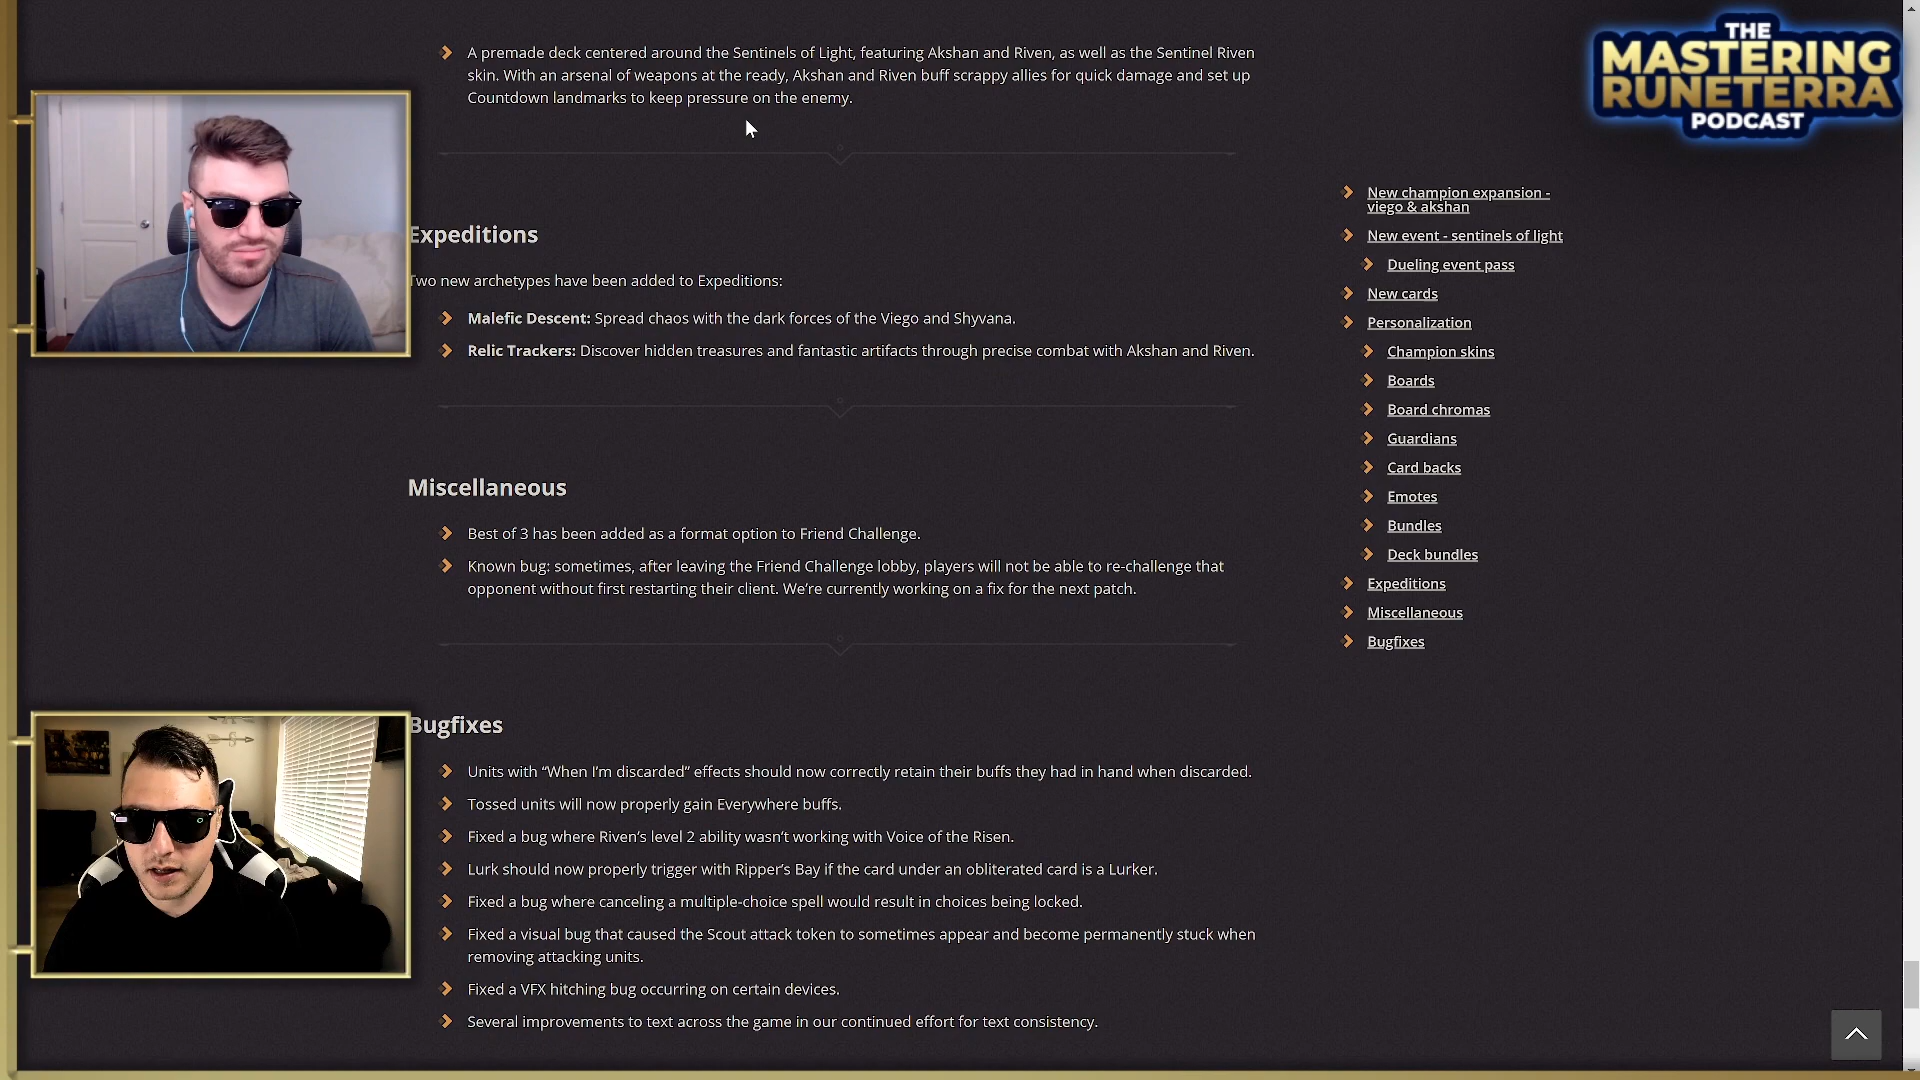 A premade deck centered around the Sentinels of Light, featuring Akshan and Riven, as well as the Sentinel Riven
skin. With an arsenal of weapons at the ready, Akshan and Riven buff scrappy allies for quick damage and set up
Countdown landmarks to keep pressure on the enemy.
Expeditions
Two new archetypes have been added to Expeditions:
Malefic Descent: Spread chaos with the dark forces of the Viego and Shyvana.
Relic Trackers: Discover hidden treasures and fantastic artifacts through precise combat with Akshan and Riven.
Miscellaneous
Best of 3 has been added as a format option to Friend Challenge.
Known bug: sometimes, after leaving the Friend Challenge lobby, players will not be able to re-challenge that
opponent without first restarting their client. We’re currently working on a fix for the next patch.
Bugfixes
Units with “When I’m discarded” effects should now correctly retain their buffs they had in hand when discarded.
Tossed units will now properly gain Everywhere buffs.
Fixed a bug where Riven’s level 2 ability wasn’t working with Voice of the Risen.
Lurk should now properly trigger with Ripper’s Bay if the card under an obliterated card is a Lurker.
Fixed a bug where canceling a multiple-choice spell would result in choices being locked.
Fixed a visual bug that caused the Scout attack token to sometimes appear and become permanently stuck when
removing attacking units.
Fixed a VFX hitching bug occurring on certain devices.
Several improvements to text across the game in our continued effort for text consistency.
THE
MASTERING
RUNETERRA
PODCAST
New champion expansion -
viego & akshan
New event - sentinels of light
Dueling event pass
New cards
Personalization
Champion skins
Boards
Board chromas
Guardians
Card backs
Emotes
Bundles
Deck bundles
Expeditions
Miscellaneous
Bugfixes